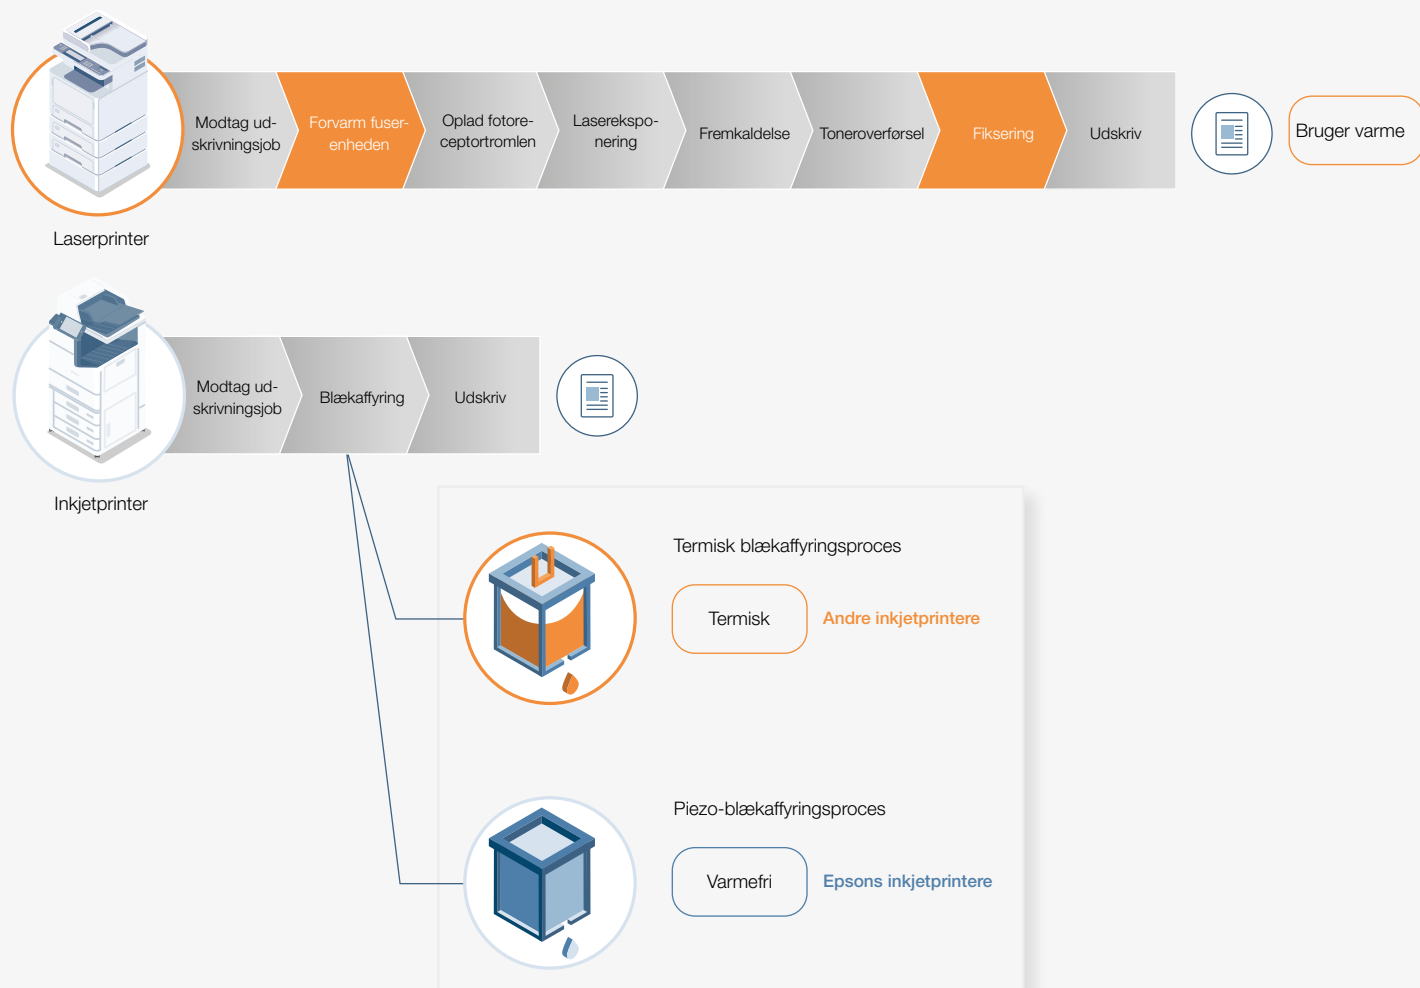 Modtag ud-
skrivningsjob
Forvarm fuser-
enheden
Oplad fotore-
ceptortromlen
Laserekspo-
nering
Fremkaldelse
Toneroverførsel
Fiksering
Udskriv
Bruger varme
Laserprinter
Modtag ud-
skrivningsjob
Blækaffyring
Udskriv
Inkjetprinter
Termisk blækaffyringsproces
Termisk
Andre inkjetprintere
Piezo-blækaffyringsproces
Varmefri
Epsons inkjetprintere